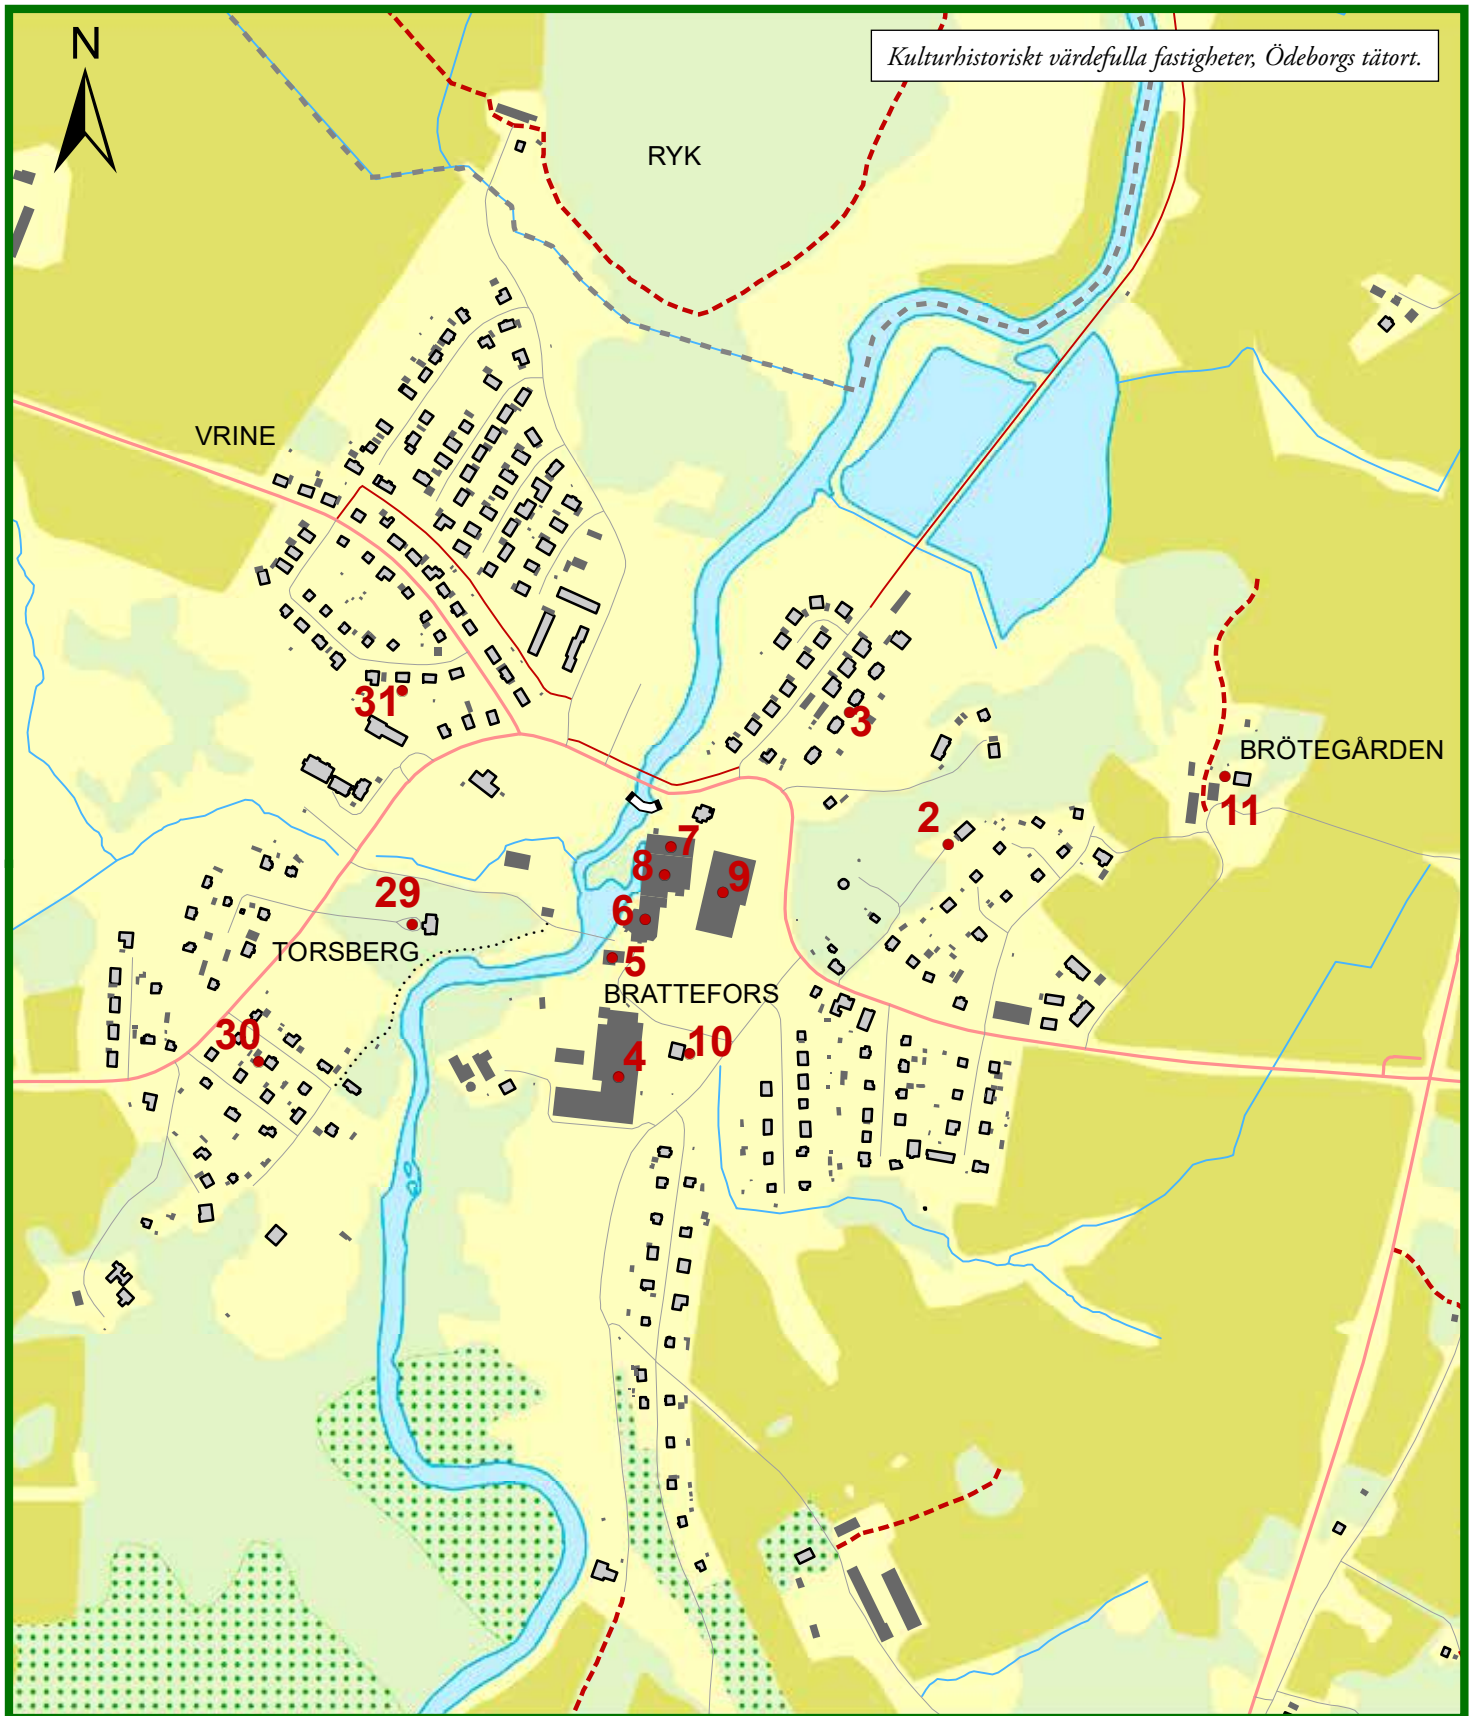 N
Kulturhistoriskt värdefulla fastigheter, Ödeborgs tätort.
RYK
VRINE
31
3
BRÖTEGÅRDEN
11
2
7
8
9
29
6
TORSBERG
5
BRATTEFORS
30
10
4